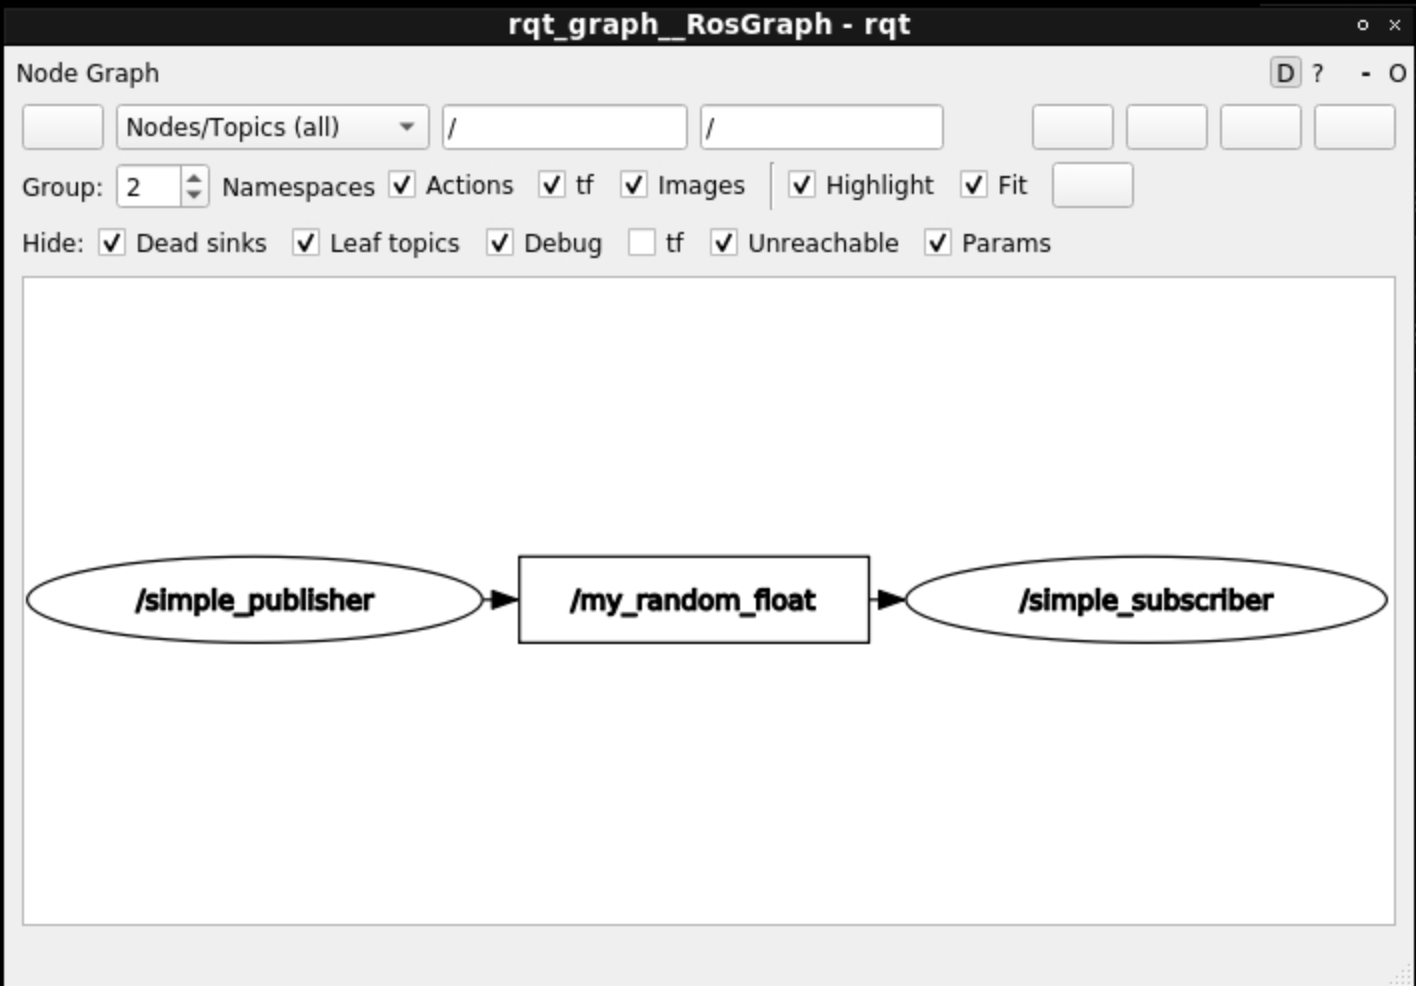 rqt_graph__RosGraph - rqt
Node Graph D ? - O
Nodes/Topics (all) / /
Group: 2 Namespaces Actions tf Images Highlight Fit
Hide: Dead sinks Leaf topics Debug tf Unreachable Params
/simple_publisher /my_random_float /simple_subscriber